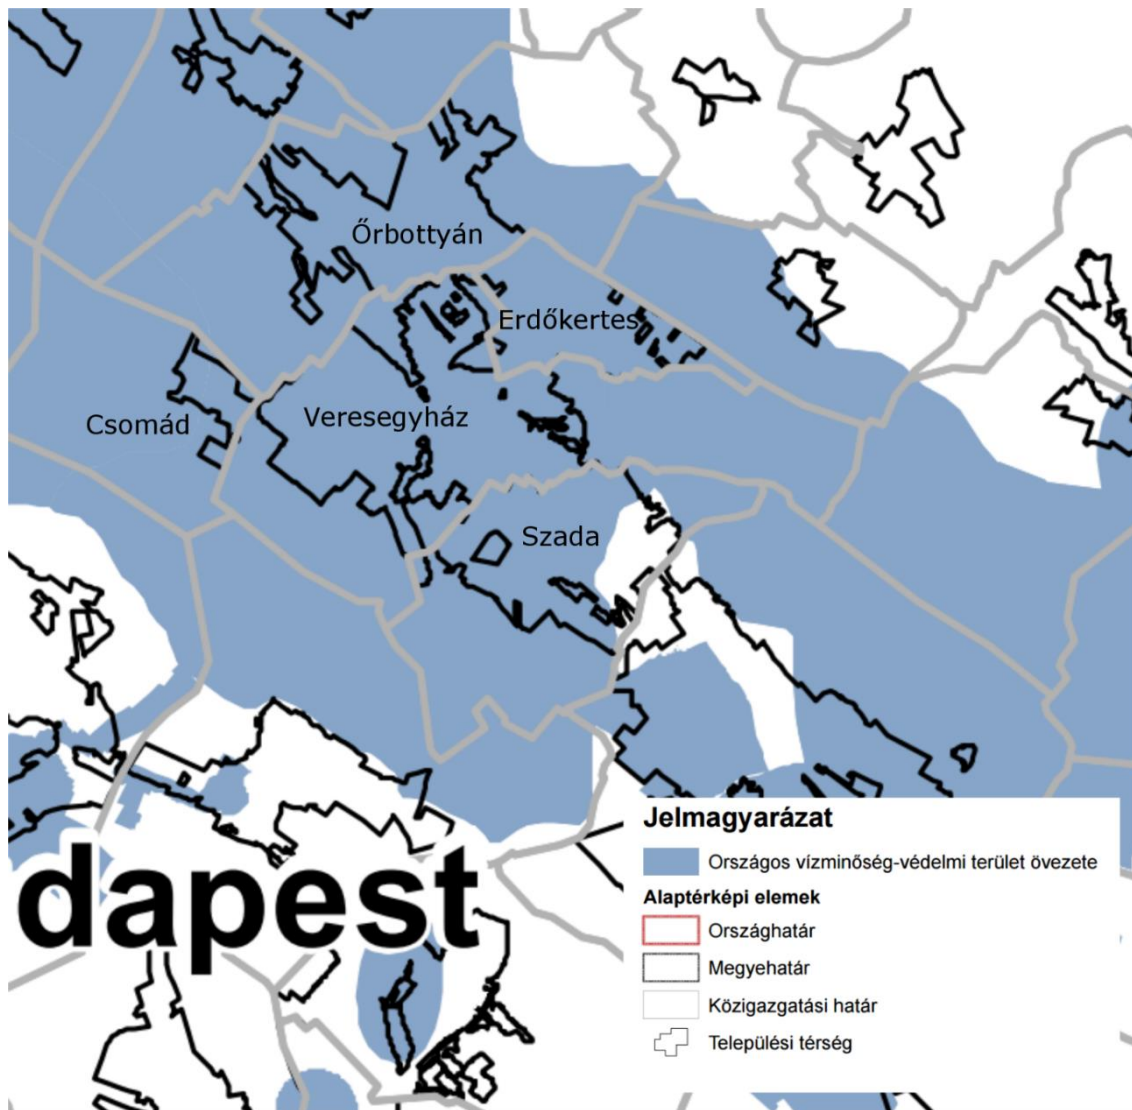 Őrbottyán
Erdőkertes
Csomád
Veresegyház
Szada
dapest
Jelmagyarázat
Országos vízminőség-védelmi terület övezete
Alaptérképi elemek
Országhatár
Megyehatár
Közigazgatási határ
Települési térség